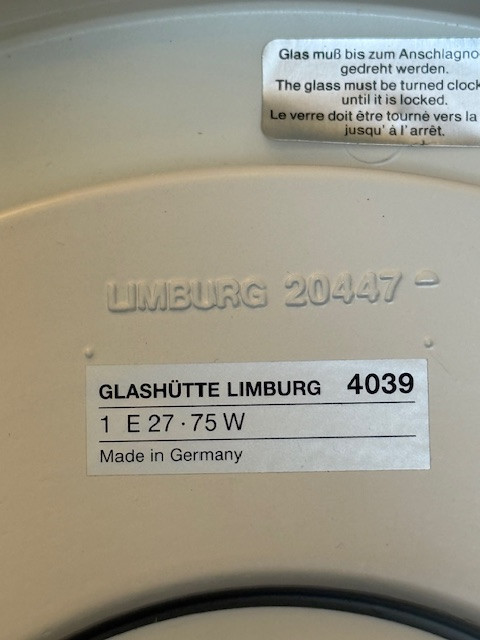 Glas muß bis zum Anschlagno
gedreht werden.
The glass must be turned clock
until it is locked.
Le verre doit être tourné vers la
jusqu' à l'arrêt.
LIMBURG 20447
GLASHÜTTE LIMBURG 4039
1 E 27 · 75 W
Made in Germany